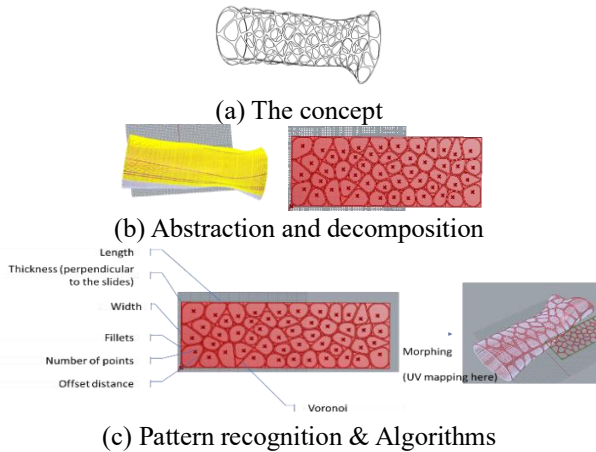 (a) The concept
(b) Abstraction and decomposition
Length
Thickness (perpendicular
to the slides)
Width
Fillets
Number of points
Offset distance
Voronoi
Morphing
(UV mapping here)
(c) Pattern recognition & Algorithms